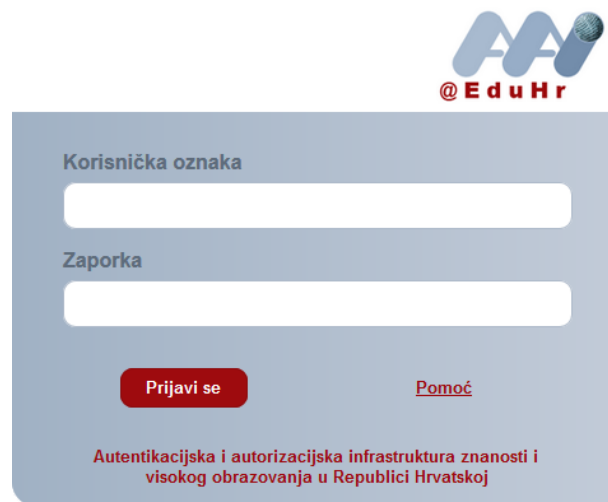 AAI
@EduHr
Korisnička oznaka
Zaporka
Prijavi se
Pomoć
Autentikacijska i autorizacijska infrastruktura znanosti i
visokog obrazovanja u Republici Hrvatskoj